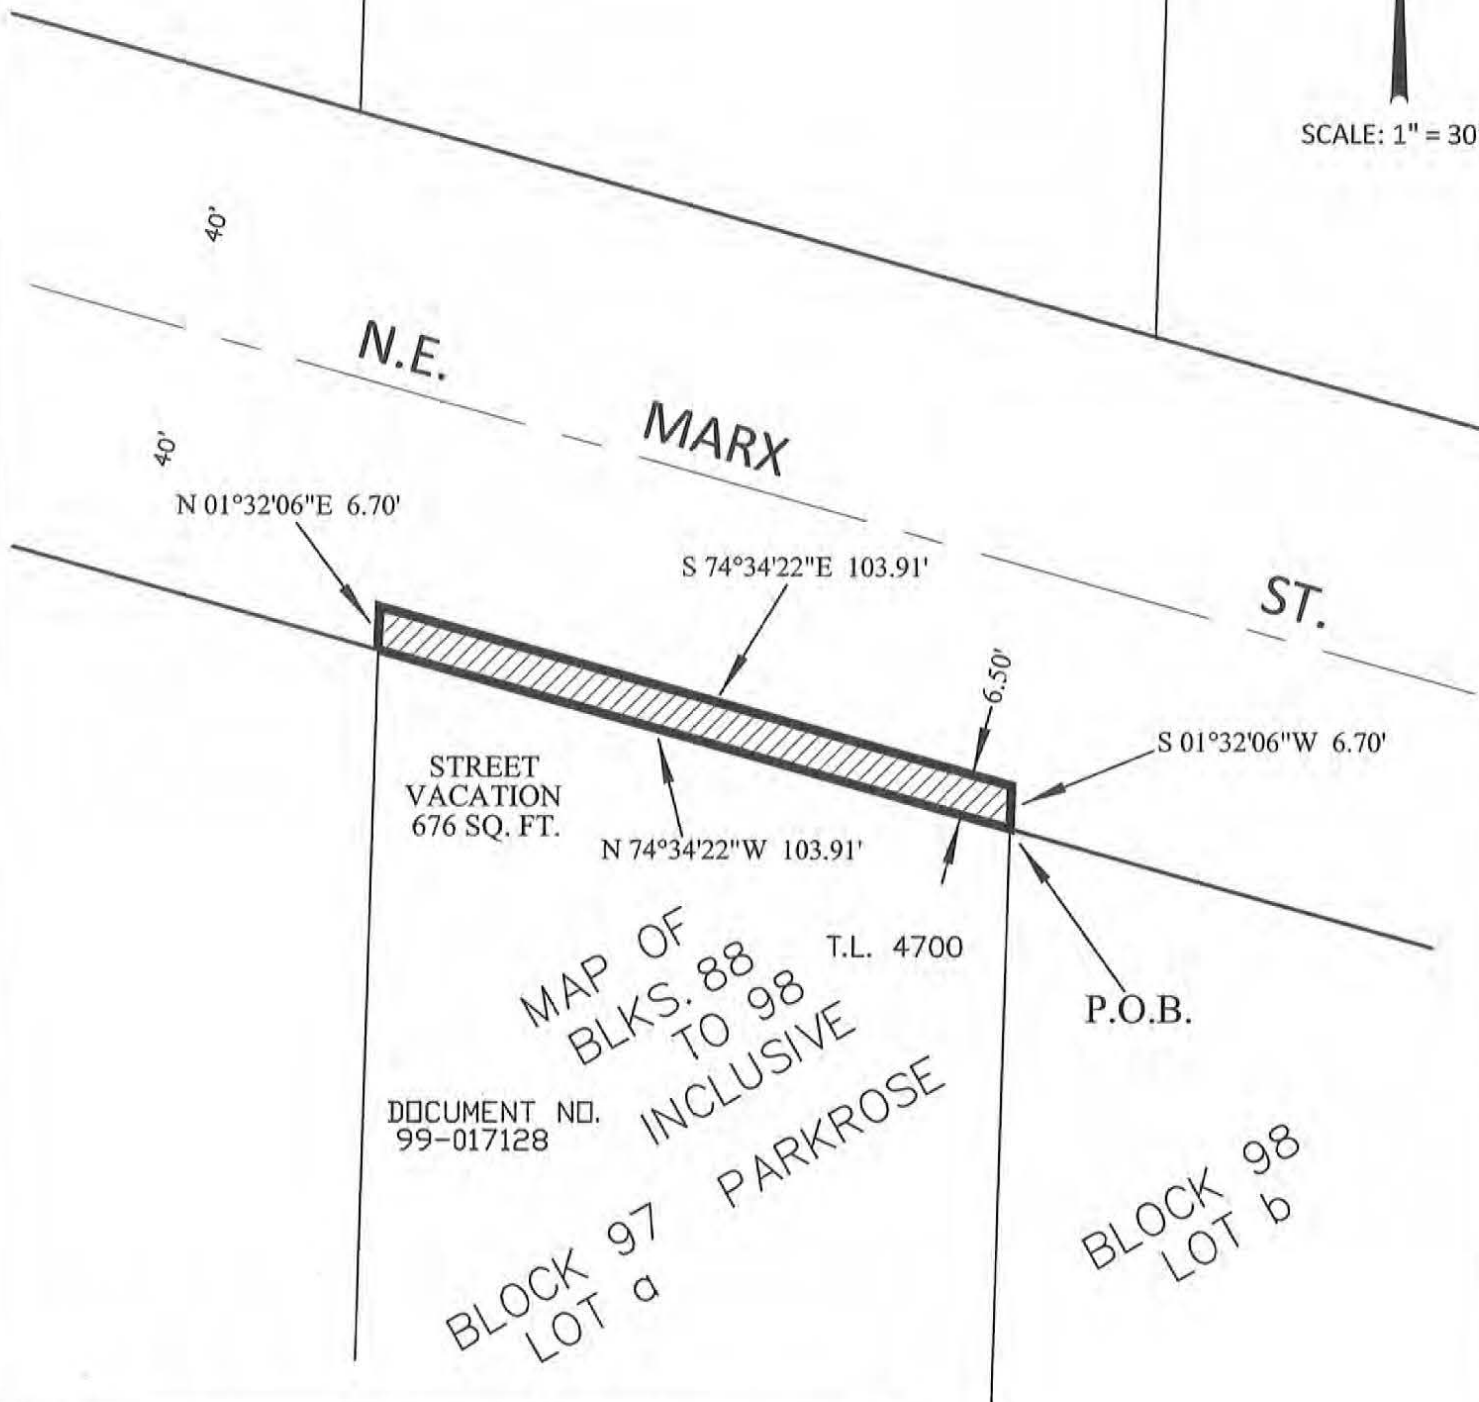 SCALE: 1" = 30
40'
N.E.
MARX
ST.
40'
N 01°32'06"E 6.70'
S 74°34'22"E 103.91'
6.50'
S 01°32'06"W 6.70'
STREET
VACATION
676 SQ. FT.
N 74°34'22"W 103.91'
T.L. 4700
P.O.B.
MAP OF
BLKS. 88
TO 98
INCLUSIVE
PARKROSE
DOCUMENT NO.
99-017128
BLOCK 97
LOT a
BLOCK 98
LOT b